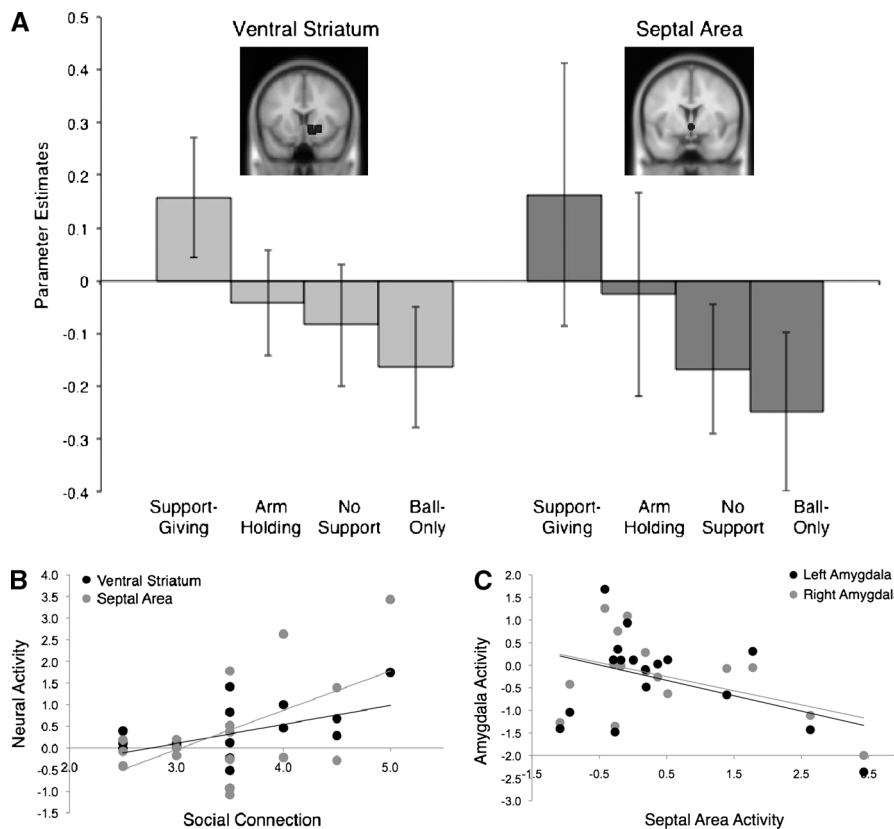 A
Ventral Striatum
Septal Area
Parameter Estimates
0.5
0.4
0.3
0.2
0.1
0
-0.1
-0.2
-0.3
-0.4
Support-
Giving
Arm
Holding
No
Support
Ball-
Only
Support-
Giving
Arm
Holding
No
Support
Ball-
Only
B
Ventral Striatum
Septal Area
Neural Activity
4.0
3.5
3.0
2.5
2.0
1.5
1.0
0.5
0.0
-0.5
-1.0
-1.5
2.0
3.0
4.0
5.0
Social Connection
C
Left Amygdala
Right Amygdala
Amygdala Activity
2.0
1.5
1.0
0.5
0.0
-0.5
-1.0
-1.5
-2.0
-2.5
-3.0
-1.5
-0.5
0.5
1.5
2.5
3.5
Septal Area Activity